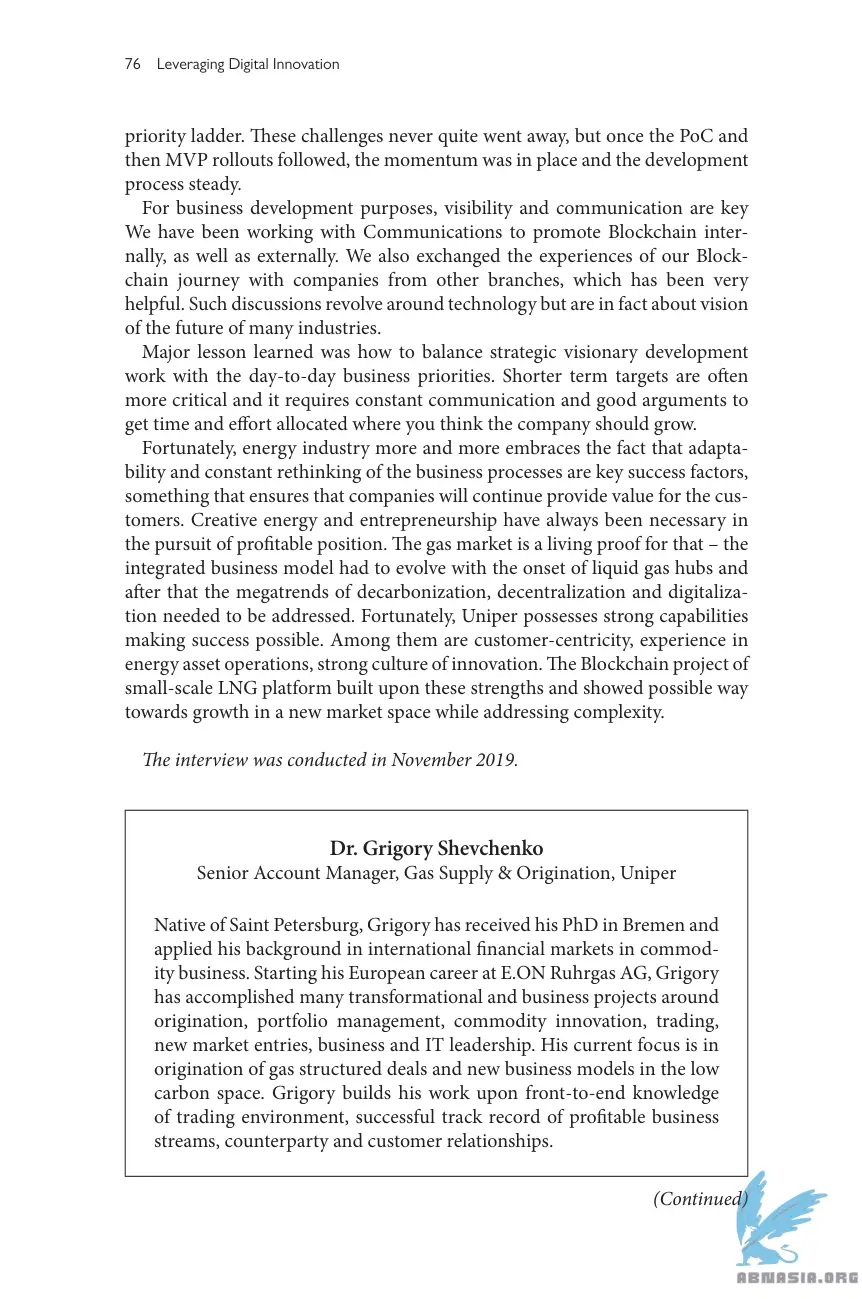 76 Leveraging Digital Innovation
priority ladder. These challenges never quite went away, but once the PoC and
then MVP rollouts followed, the momentum was in place and the development
process steady.
For business development purposes, visibility and communication are key
We have been working with Communications to promote Blockchain inter-
nally, as well as externally. We also exchanged the experiences of our Block-
chain journey with companies from other branches, which has been very
helpful. Such discussions revolve around technology but are in fact about vision
of the future of many industries.
Major lesson learned was how to balance strategic visionary development
work with the day-to-day business priorities. Shorter term targets are often
more critical and it requires constant communication and good arguments to
get time and effort allocated where you think the company should grow.
Fortunately, energy industry more and more embraces the fact that adapta-
bility and constant rethinking of the business processes are key success factors,
something that ensures that companies will continue provide value for the cus-
tomers. Creative energy and entrepreneurship have always been necessary in
the pursuit of profitable position. The gas market is a living proof for that – the
integrated business model had to evolve with the onset of liquid gas hubs and
after that the megatrends of decarbonization, decentralization and digitaliza-
tion needed to be addressed. Fortunately, Uniper possesses strong capabilities
making success possible. Among them are customer-centricity, experience in
energy asset operations, strong culture of innovation. The Blockchain project of
small-scale LNG platform built upon these strengths and showed possible way
towards growth in a new market space while addressing complexity.
The interview was conducted in November 2019.
Dr. Grigory Shevchenko
Senior Account Manager, Gas Supply & Origination, Uniper
Native of Saint Petersburg, Grigory has received his PhD in Bremen and
applied his background in international financial markets in commod-
ity business. Starting his European career at E.ON Ruhrgas AG, Grigory
has accomplished many transformational and business projects around
origination, portfolio management, commodity innovation, trading,
new market entries, business and IT leadership. His current focus is in
origination of gas structured deals and new business models in the low
carbon space. Grigory builds his work upon front-to-end knowledge
of trading environment, successful track record of profitable business
streams, counterparty and customer relationships.
(Continued)
ABNASIA.ORG